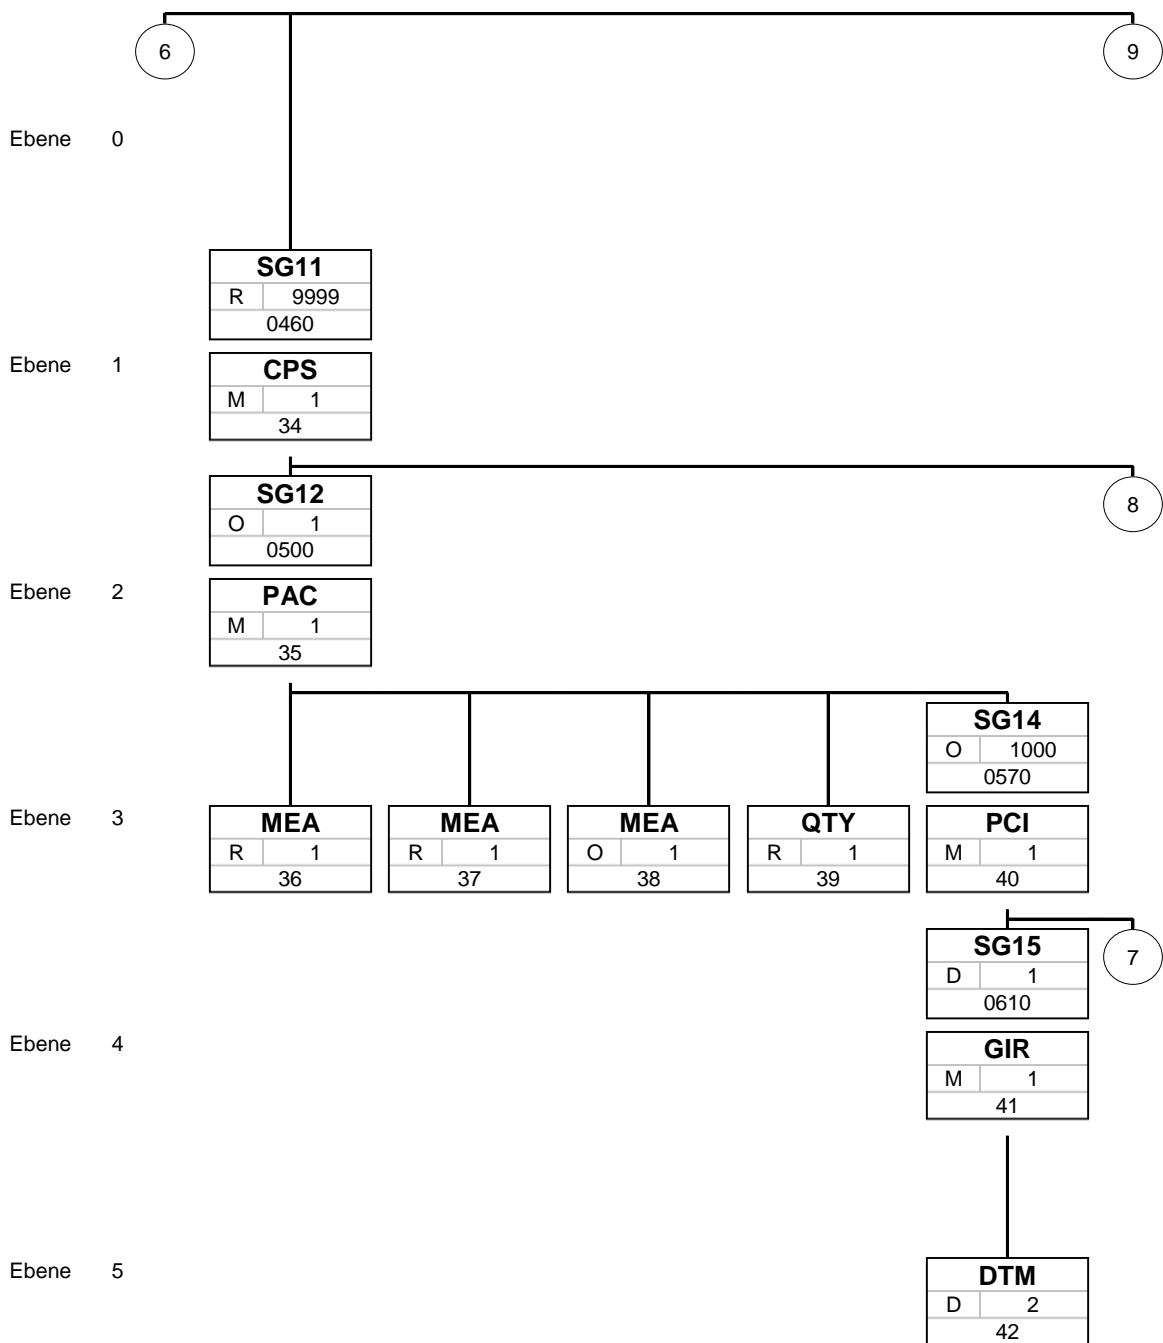 6
9
Ebene 0
SG11
R 9999
0460
Ebene 1
CPS
M 1
34
SG12
O 1
0500
8
Ebene 2
PAC
M 1
35
SG14
O 1000
0570
Ebene 3
MEA
R 1
36
MEA
R 1
37
MEA
O 1
38
QTY
R 1
39
PCI
M 1
40
SG15
D 1
0610
7
Ebene 4
GIR
M 1
41
Ebene 5
DTM
D 2
42